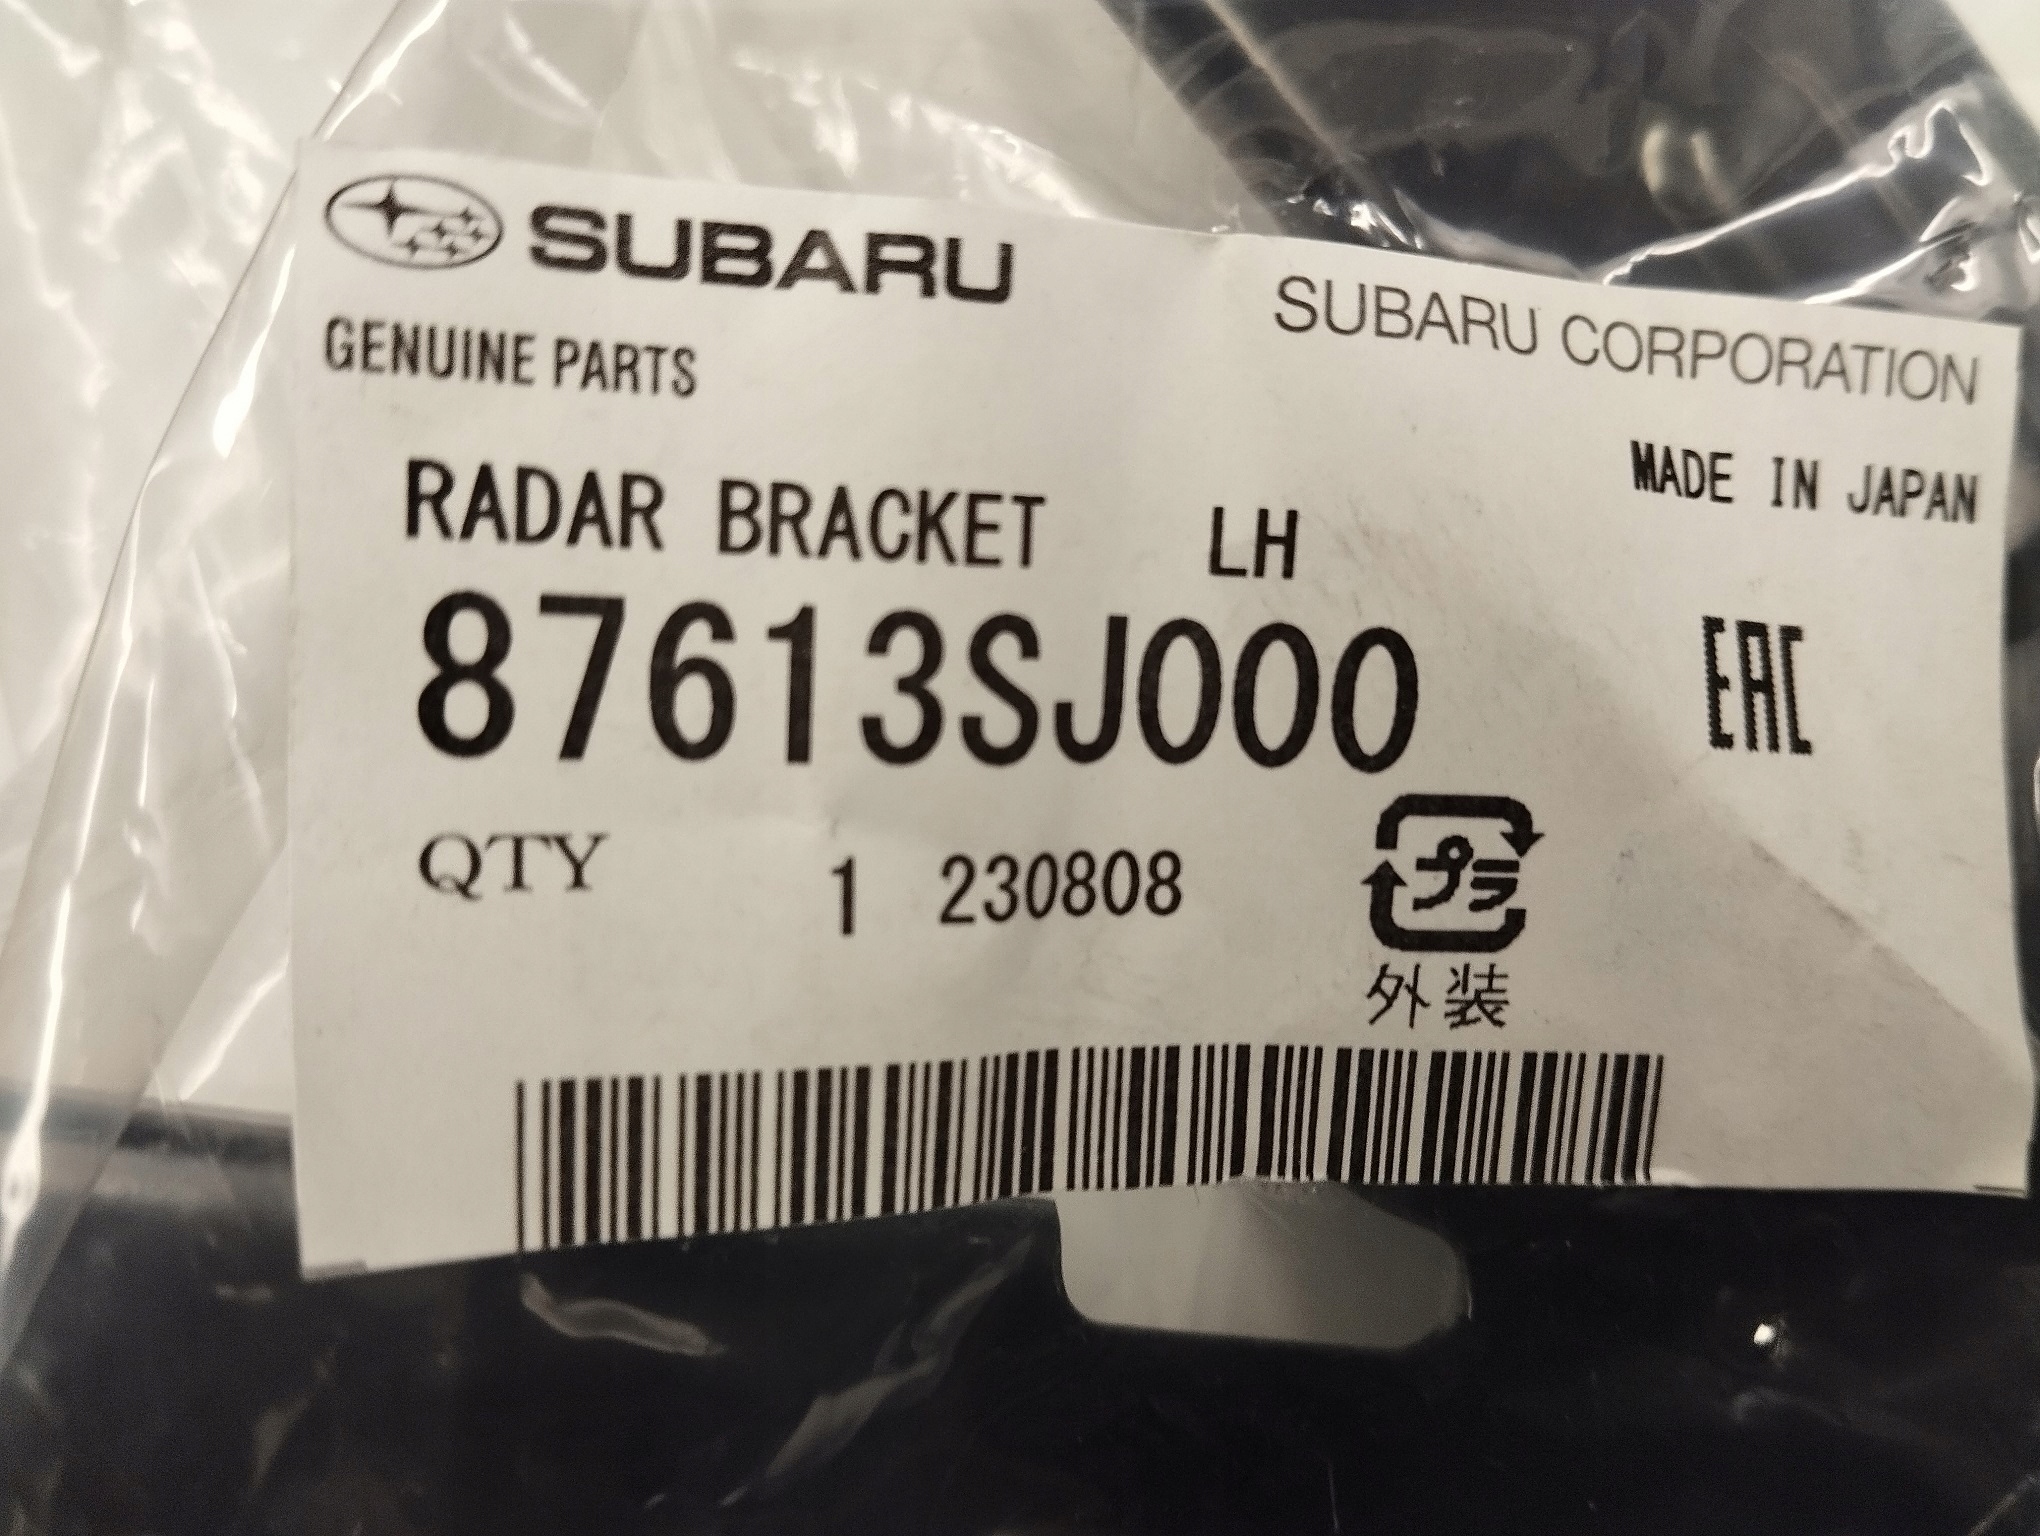 SUBARU
SUBARU CORPORATION
GENUINE PARTS
MADE IN JAPAN
RADAR BRACKET LH
87613SJ000
EAC
QTY 1 230808
プラ
外装